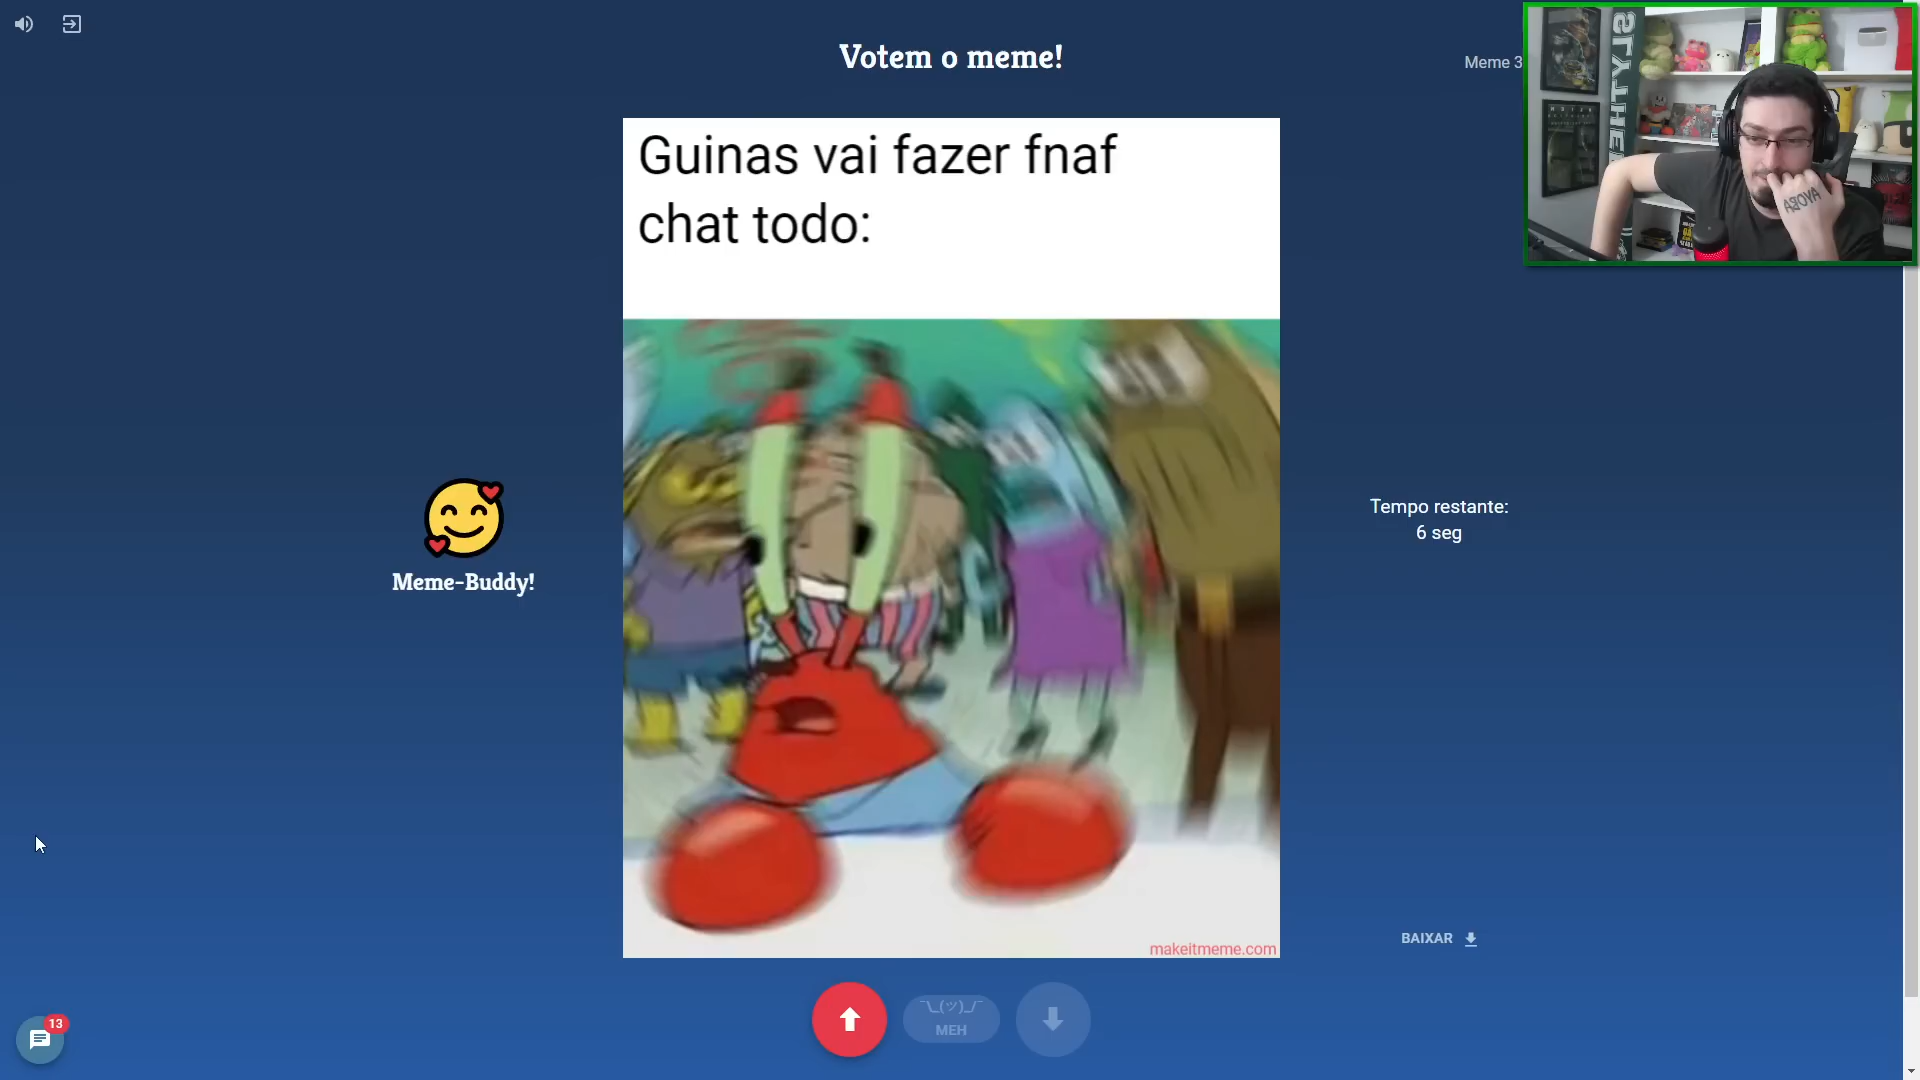 Votem o meme!
Meme 3
Guinas vai fazer fnaf
chat todo:
Meme-Buddy!
Tempo restante:
6 seg
makeitmeme.com
BAIXAR
¯\_(ツ)_/¯
MEH
13